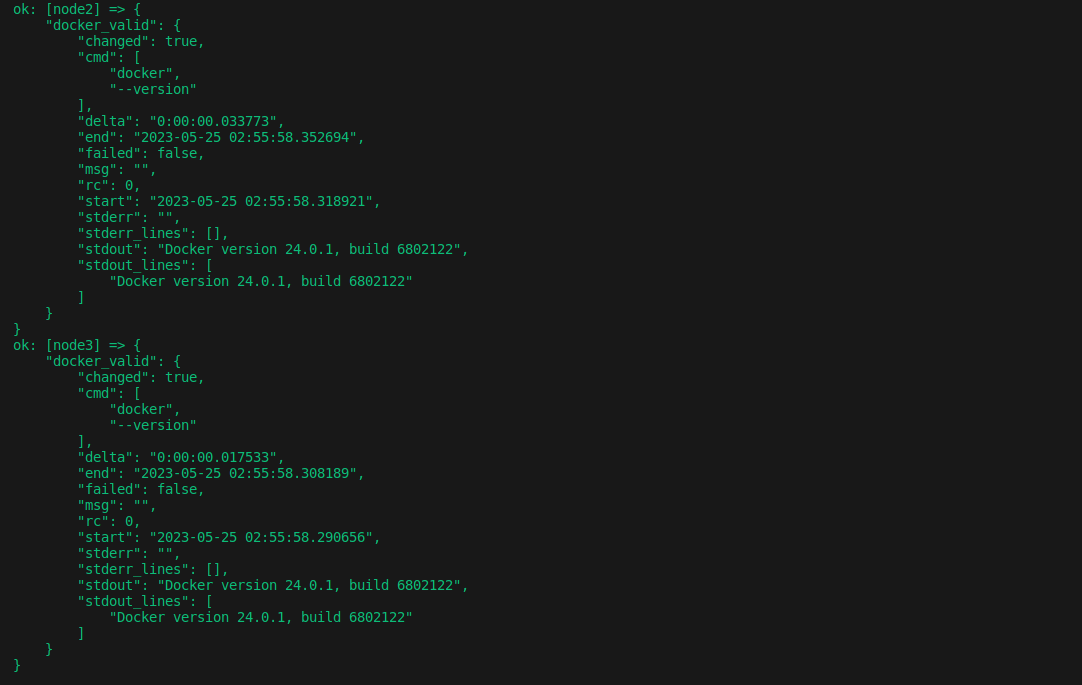 ok: [node2] => {
    "docker_valid": {
        "changed": true,
        "cmd": [
            "docker",
            "--version"
        ],
        "delta": "0:00:00.033773",
        "end": "2023-05-25 02:55:58.352694",
        "failed": false,
        "msg": "",
        "rc": 0,
        "start": "2023-05-25 02:55:58.318921",
        "stderr": "",
        "stderr_lines": [],
        "stdout": "Docker version 24.0.1, build 6802122",
        "stdout_lines": [
            "Docker version 24.0.1, build 6802122"
        ]
    }
}
ok: [node3] => {
    "docker_valid": {
        "changed": true,
        "cmd": [
            "docker",
            "--version"
        ],
        "delta": "0:00:00.017533",
        "end": "2023-05-25 02:55:58.308189",
        "failed": false,
        "msg": "",
        "rc": 0,
        "start": "2023-05-25 02:55:58.290656",
        "stderr": "",
        "stderr_lines": [],
        "stdout": "Docker version 24.0.1, build 6802122",
        "stdout_lines": [
            "Docker version 24.0.1, build 6802122"
        ]
    }
}